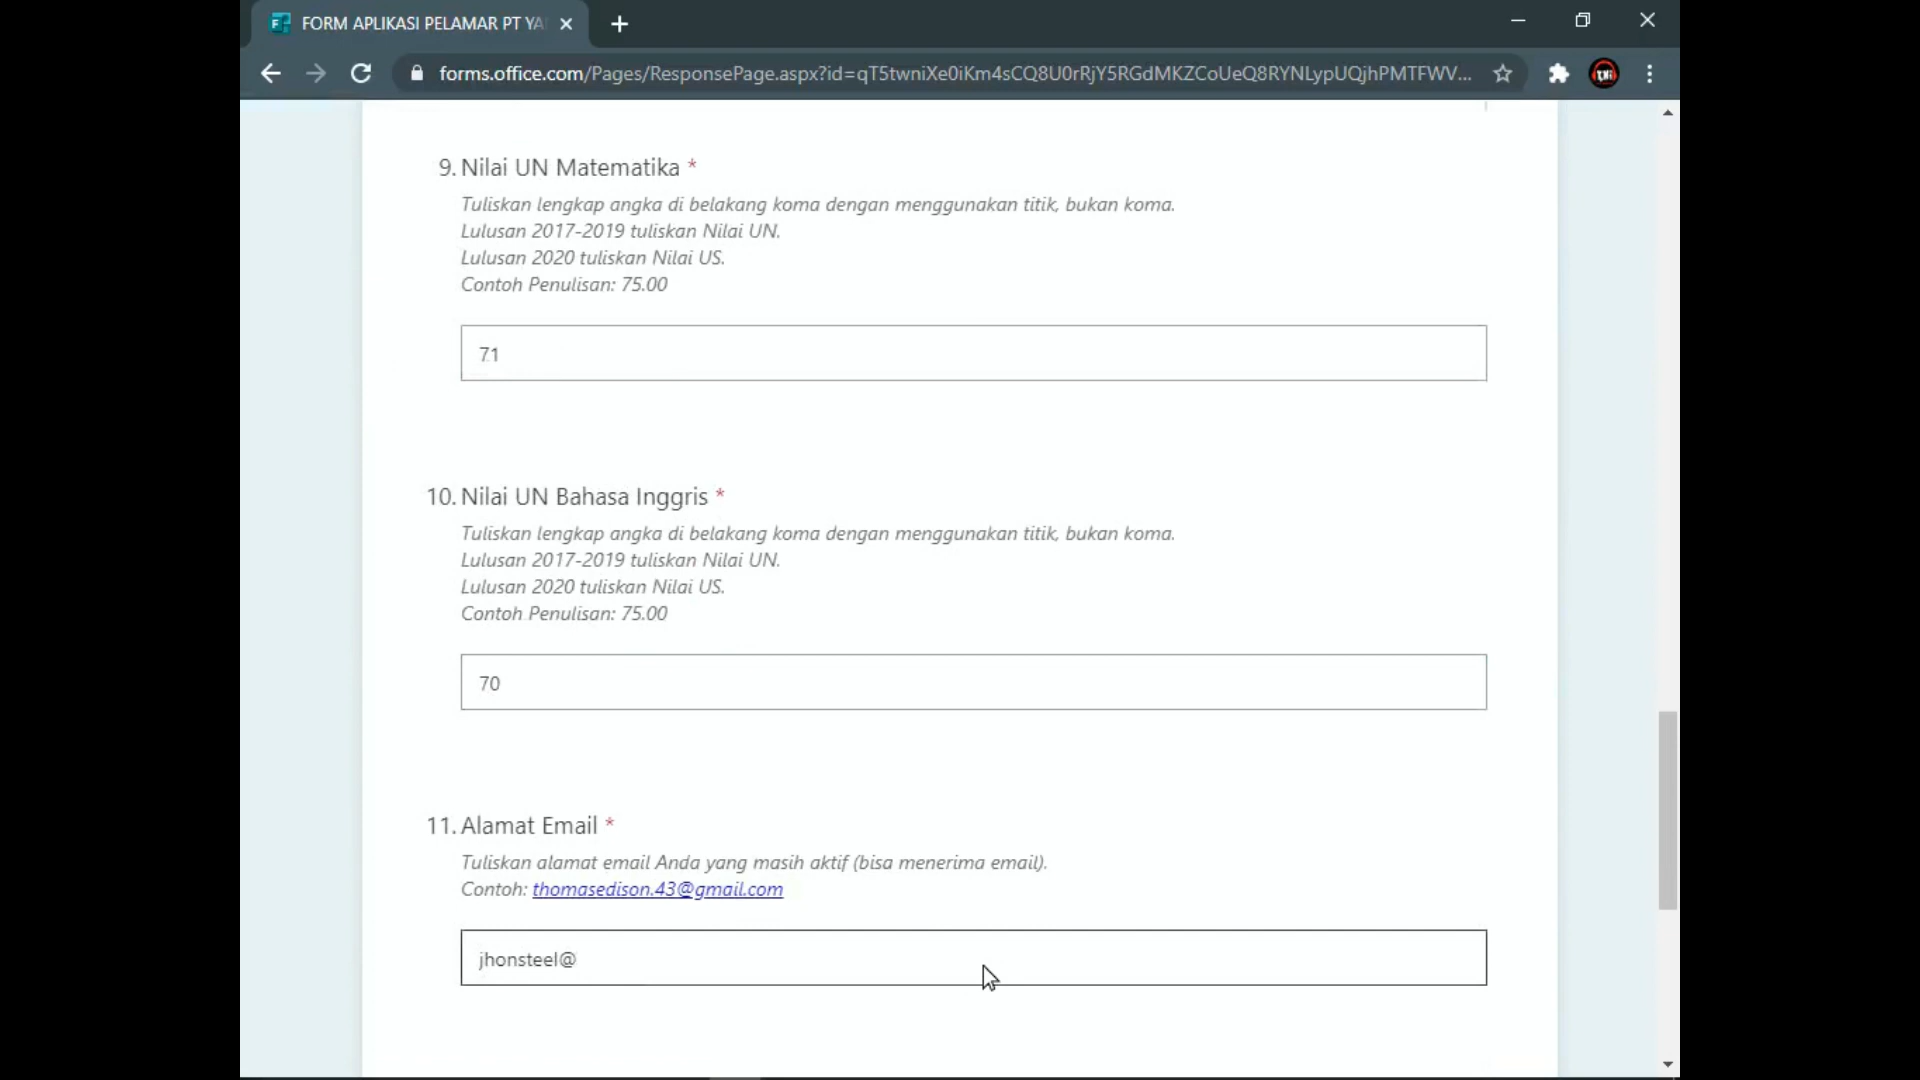 FORM APLIKASI PELAMAR PT YA
forms.office.com/Pages/ResponsePage.aspx?id=qT5twniXe0iKm4sCQ8U0rRjY5RGdMKZCoUeQ8RYNLypUQjhPMTFWV...
9. Nilai UN Matematika *
Tuliskan lengkap angka di belakang koma dengan menggunakan titik, bukan koma.
Lulusan 2017-2019 tuliskan Nilai UN.
Lulusan 2020 tuliskan Nilai US.
Contoh Penulisan: 75.00
71
10. Nilai UN Bahasa Inggris *
Tuliskan lengkap angka di belakang koma dengan menggunakan titik, bukan koma.
Lulusan 2017-2019 tuliskan Nilai UN.
Lulusan 2020 tuliskan Nilai US.
Contoh Penulisan: 75.00
70
11. Alamat Email *
Tuliskan alamat email Anda yang masih aktif (bisa menerima email).
Contoh: thomasedison.43@gmail.com
jhonsteel@